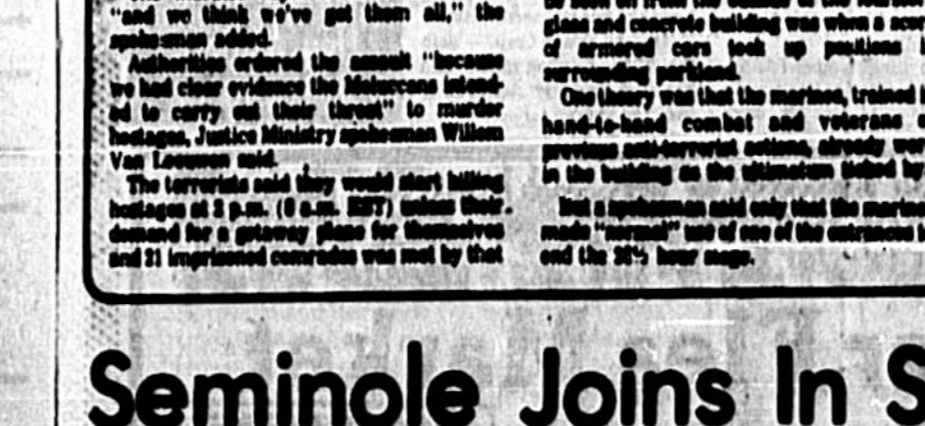 "and we think we've got them all," the
spokesman added.
Authorities ordered the assault "because
we had clear evidence the Moluccans intend-
ed to carry out their threat" to murder
hostages, Justice Ministry spokesman Willem
Van Leeuwen said.
The terrorists said they would start killing
hostages at 2 p.m. (8 a.m. EST) unless their
demand for a getaway plane for themselves
and 21 imprisoned comrades was met by that
glass and concrete building was when a
of armored cars took up positions
surrounding parkland.
One theory was that the marines, trained
hand-to-hand combat and veterans
previous anti-terrorist actions, already
in the building as the ultimatum ticked by
But a spokesman said only that the marines
made "normal" use of one of the entrances
end the 28½ hour siege.
Seminole Joins In S